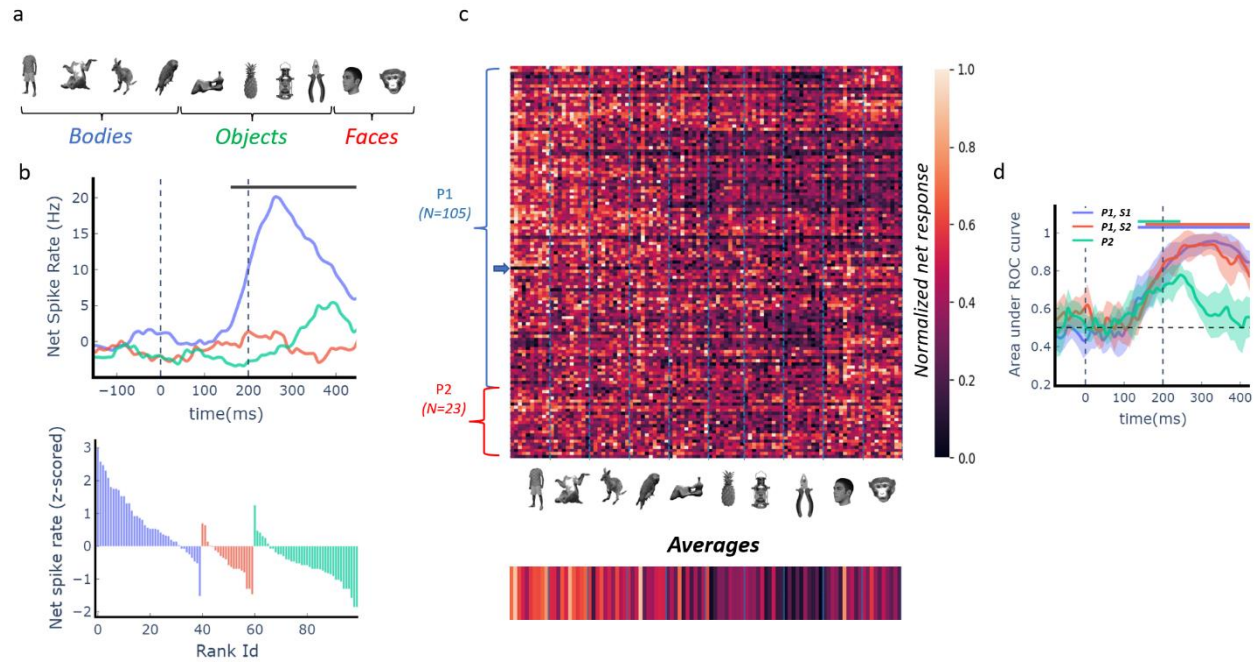 a
Bodies
Objects
Faces
b
Net Spike Rate (Hz)
20
15
10
5
0
−100
0
100
200
300
400
time(ms)
Net spike rate (z-scored)
3
2
1
0
−1
−2
0
20
40
60
80
Rank Id
c
P1
(N=105)
P2
(N=23)
1.0
0.8
0.6
0.4
0.2
0.0
Normalized net response
Averages
d
P1, S1
P1, S2
P2
Area under ROC curve
1
0.8
0.6
0.4
0.2
0
100
200
300
400
time(ms)